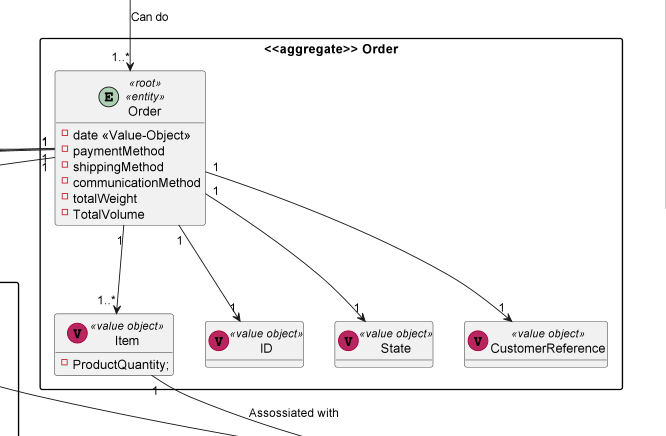 Can do
1..*
<<aggregate>> Order
«root»
«entity»
E
Order
date «Value-Object»
paymentMethod
shippingMethod
communicationMethod
totalWeight
TotalVolume
1
1
1
1
1
1
1
1..*
1
1
1
V
«value object»
Item
ProductQuantity;
V
«value object»
ID
V
«value object»
State
V
«value object»
CustomerReference
1
Assossiated with